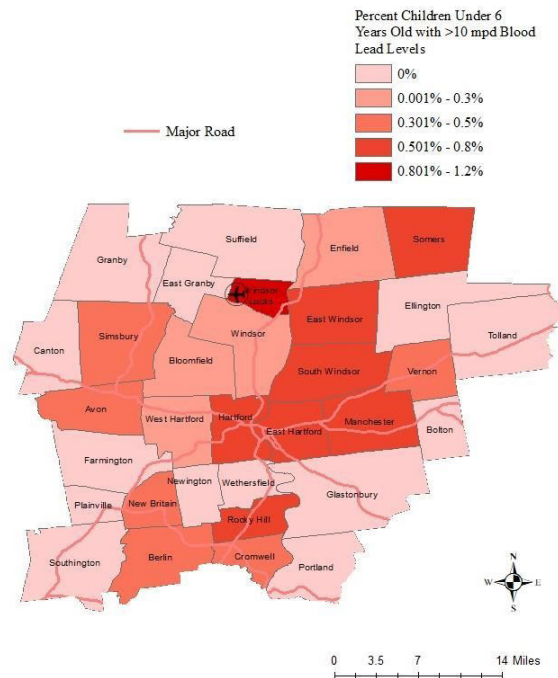 Percent Children Under 6
Years Old with >10 mpd Blood
Lead Levels
0%
0.001% - 0.3%
0.301% - 0.5%
0.501% - 0.8%
0.801% - 1.2%
Major Road
Granby
Suffield
Enfield
Somers
East Granby
Windsor
Locks
East Windsor
Ellington
Tolland
Canton
Simsbury
Bloomfield
Windsor
South Windsor
Vernon
Avon
West Hartford
Hartford
East Hartford
Manchester
Bolton
Farmington
Newington
Wethersfield
Glastonbury
Plainville
New Britain
Rocky Hill
Southington
Berlin
Cromwell
Portland
N
W E
S
0 3.5 7 14 Miles